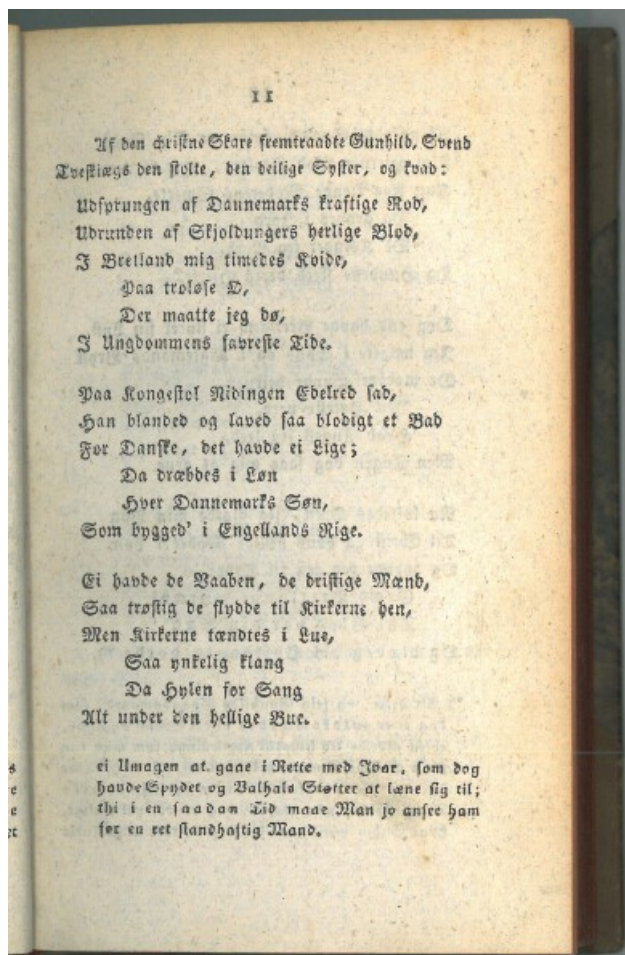 11
Af den christne Skare fremtraadte Gunhild, Svend
Tveskiægs den stolte, den deilige Syster, og kvad:
Udsprungen af Dannemarks kraftige Rod,
Udrunden af Skjoldungers herlige Blod,
I Bretland mig timedes Kvide,
Paa troløse Ø,
Der maatte jeg dø,
I Ungdommens favreste Tide.
Paa Kongestol Nidingen Edelred sad,
Han blanded og laved saa blodigt et Bad
For Danske, det havde ei Lige;
Da dræbdes i Løn
Hver Dannemarks Søn,
Som bygged' i Engellands Rige.
Ei havde de Vaaben, de dristige Mænd,
Saa trøstig de flydde til Kirkerne hen,
Men Kirkerne tændtes i Lue,
Saa ynkelig klang
Da Hylen for Sang
Alt under den hellige Bue.
ei Umagen at gaae i Rette med Ivar, som dog
havde Spydet og Valhals Støtter at læne sig til;
thi i en saadan Tid maae Man jo ansee ham
for en ret standhaftig Mand.